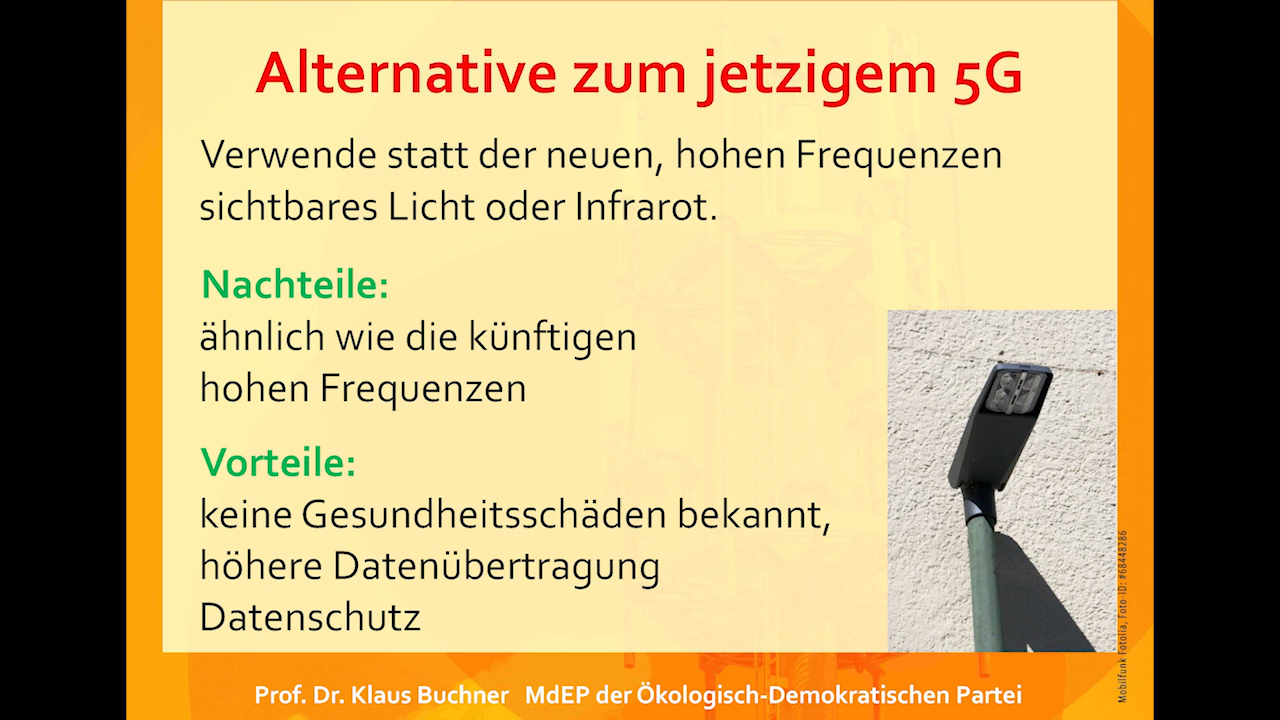 Alternative zum jetzigem 5G
Verwende statt der neuen, hohen Frequenzen
sichtbares Licht oder Infrarot.
Nachteile:
ähnlich wie die künftigen
hohen Frequenzen
Vorteile:
keine Gesundheitsschäden bekannt,
höhere Datenübertragung
Datenschutz
Mobilfunk Fotolia, Foto-ID: #68448286
Prof. Dr. Klaus Buchner MdEP der Ökologisch-Demokratischen Partei